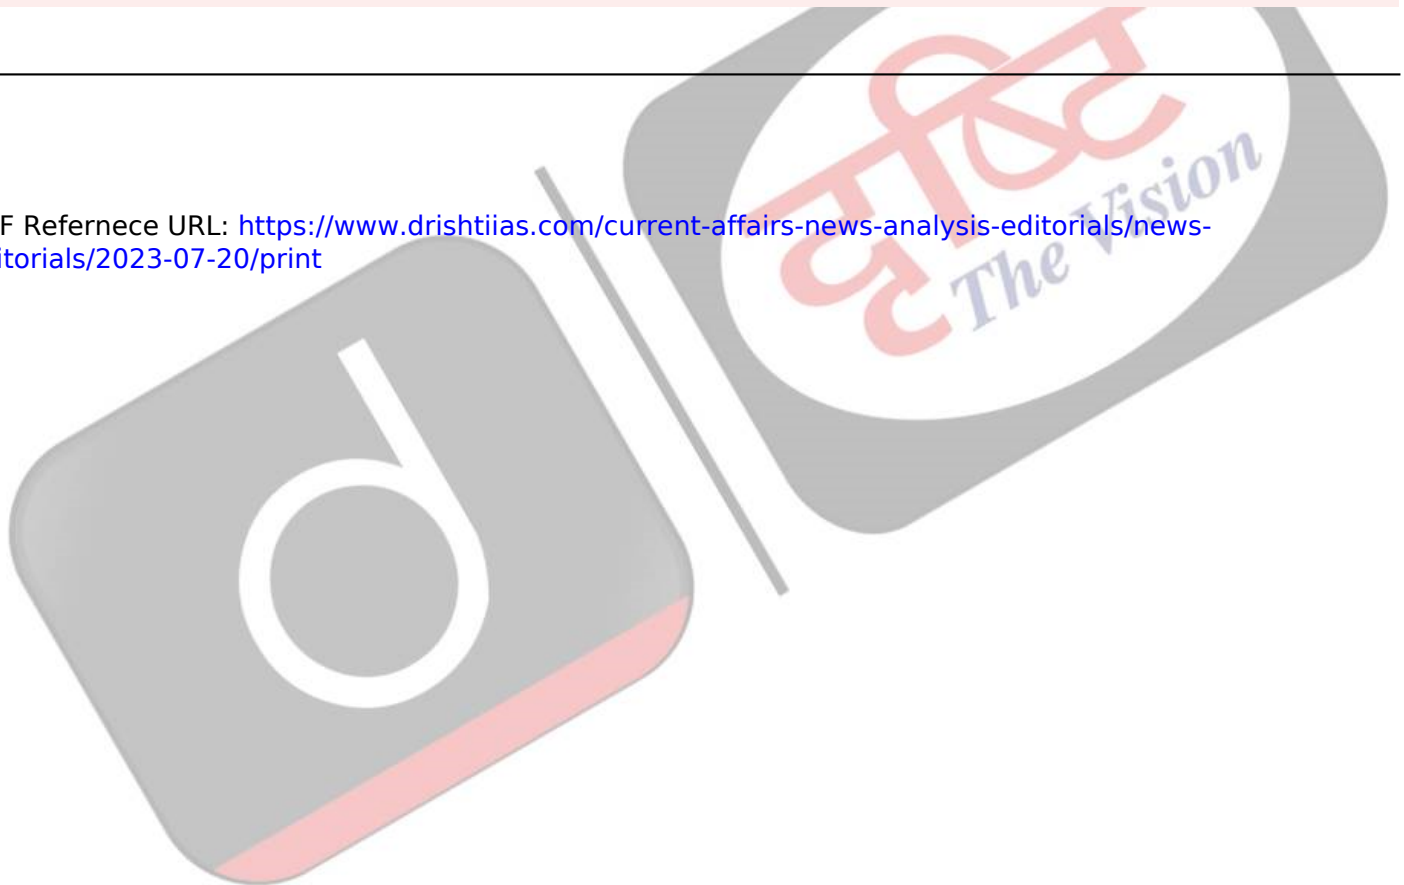 दृष्टि
The Vision
F Refernece URL: https://www.drishtiias.com/current-affairs-news-analysis-editorials/news-
itorials/2023-07-20/print
d